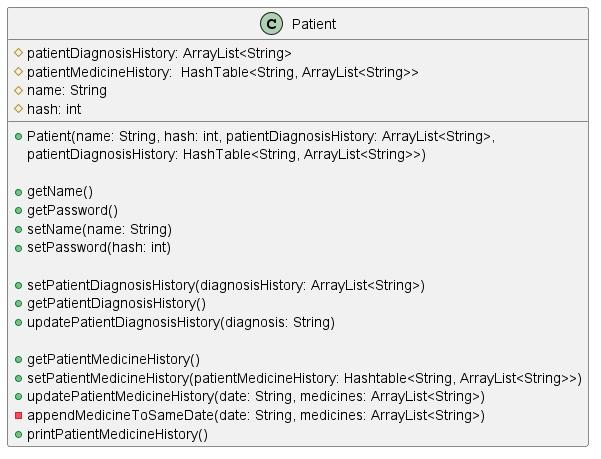 C Patient
patientDiagnosisHistory: ArrayList<String>
patientMedicineHistory:  HashTable<String, ArrayList<String>>
name: String
hash: int
Patient(name: String, hash: int, patientDiagnosisHistory: ArrayList<String>,
patientDiagnosisHistory: HashTable<String, ArrayList<String>>)
getName()
getPassword()
setName(name: String)
setPassword(hash: int)
setPatientDiagnosisHistory(diagnosisHistory: ArrayList<String>)
getPatientDiagnosisHistory()
updatePatientDiagnosisHistory(diagnosis: String)
getPatientMedicineHistory()
setPatientMedicineHistory(patientMedicineHistory: Hashtable<String, ArrayList<String>>)
updatePatientMedicineHistory(date: String, medicines: ArrayList<String>)
appendMedicineToSameDate(date: String, medicines: ArrayList<String>)
printPatientMedicineHistory()